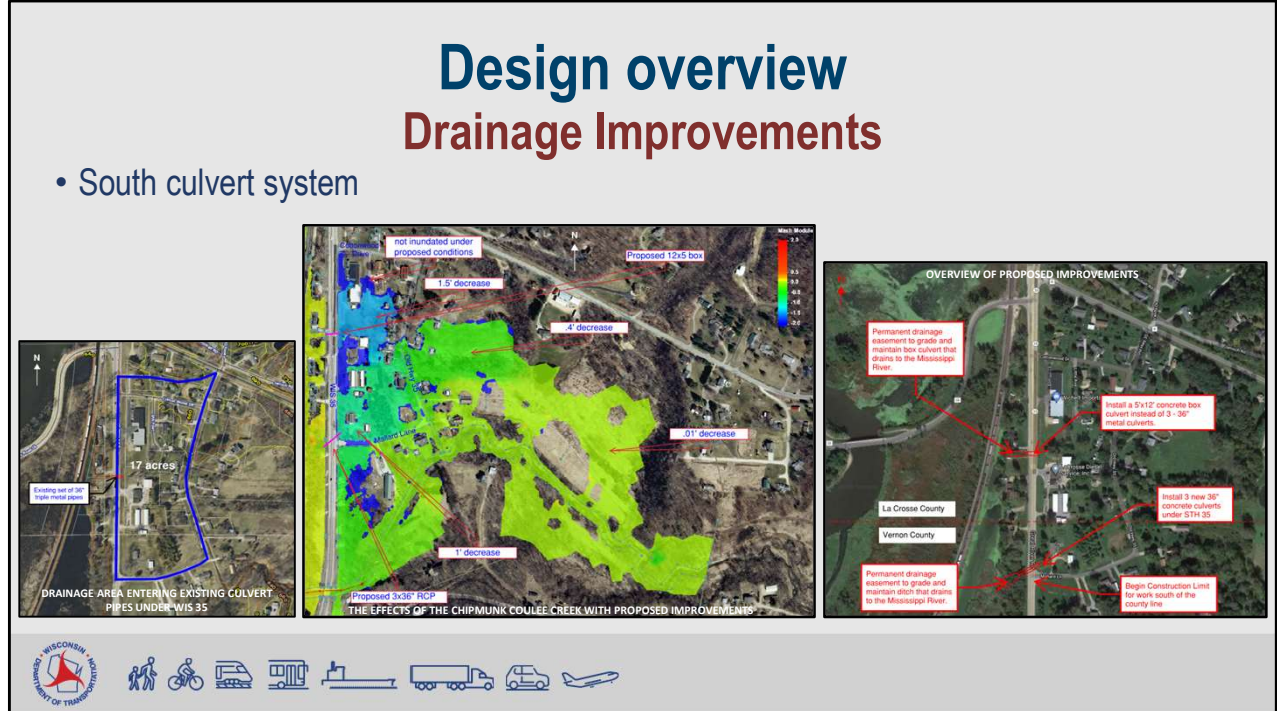 Design overview
Drainage Improvements
• South culvert system
N
17 acres
Existing set of 36"
triple metal pipes
DRAINAGE AREA ENTERING EXISTING CULVERT
PIPES UNDER WIS 35
not inundated under
proposed conditions
N
Proposed 12x5 box
1.5' decrease
.4' decrease
WIS 35
Mallard Lane
.01' decrease
1' decrease
Proposed 3x36" RCP
THE EFFECTS OF THE CHIPMUNK COULEE CREEK WITH PROPOSED IMPROVEMENTS
OVERVIEW OF PROPOSED IMPROVEMENTS
Permanent drainage
easement to grade and
maintain box culvert that
drains to the Mississippi
River.
Install a 5'x12' concrete box
culvert instead of 3 - 36"
metal culverts.
La Crosse County
Vernon County
Install 3 new 36"
concrete culverts
under STH 35
Permanent drainage
easement to grade and
maintain ditch that drains
to the Mississippi River.
Begin Construction Limit
for work south of the
county line
WISCONSIN
DEPARTMENT OF TRANSPORTATION